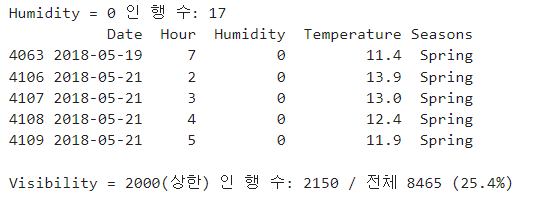 Humidity = 0 인 행 수: 17
Date Hour Humidity Temperature Seasons
4063 2018-05-19 7 0 11.4 Spring
4106 2018-05-21 2 0 13.9 Spring
4107 2018-05-21 3 0 13.0 Spring
4108 2018-05-21 4 0 12.4 Spring
4109 2018-05-21 5 0 11.9 Spring
Visibility = 2000(상한) 인 행 수: 2150 / 전체 8465 (25.4%)